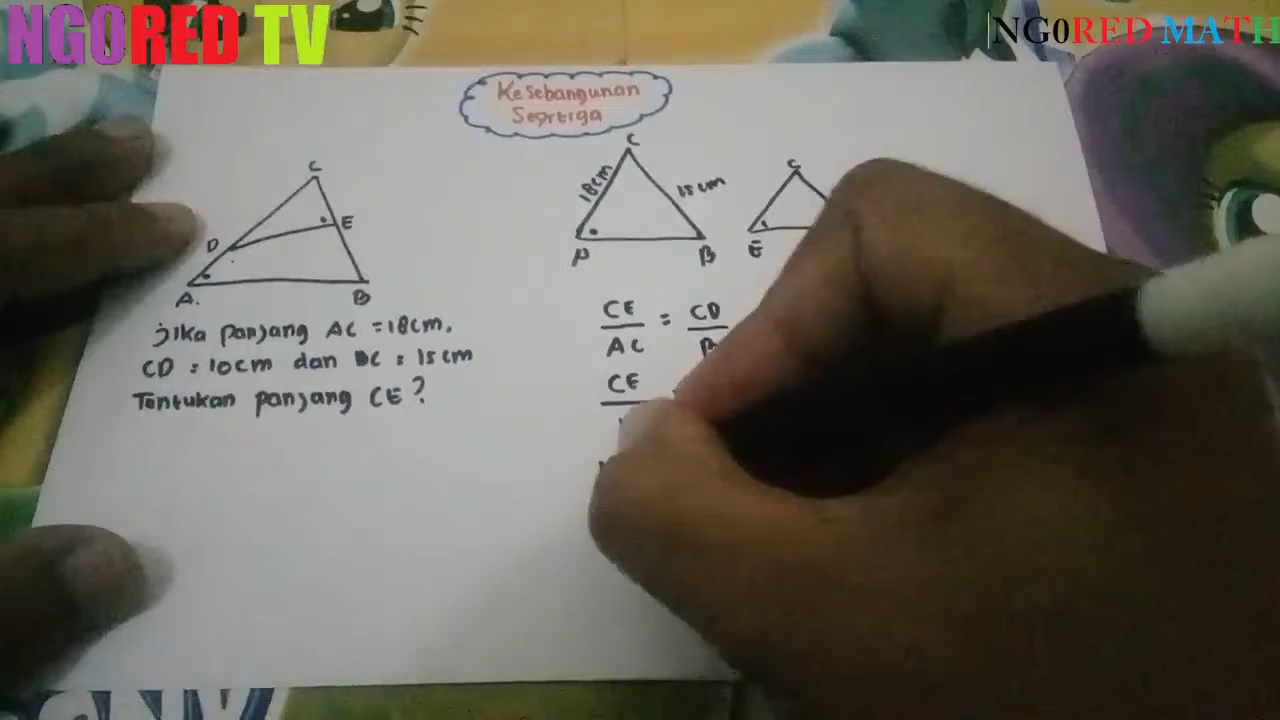 NGORED TV
NG0RED MATH
Kesebangunan
Segitiga
C
D
E
A.
B
jika panjang AC = 18cm.
CD = 10cm dan BC = 15cm
Tentukan panjang CE?
C
18cm
15cm
A
B
C
E
CE = CD
AC
CE